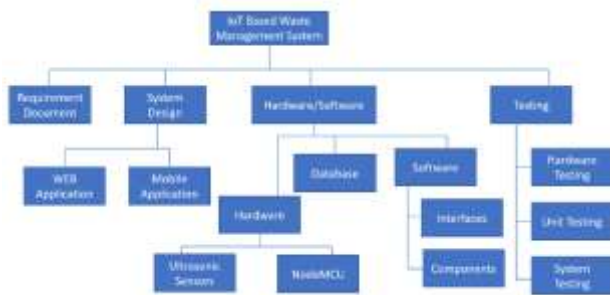 IoT Based Waste
Management System
Requirement
Document
System
Design
Hardware/Software
Testing
WEB
Application
Mobile
Application
Database
Software
Hardware
Testing
Hardware
Interfaces
Unit Testing
Ultrasonic
Sensors
NodeMCU
Components
System
Testing